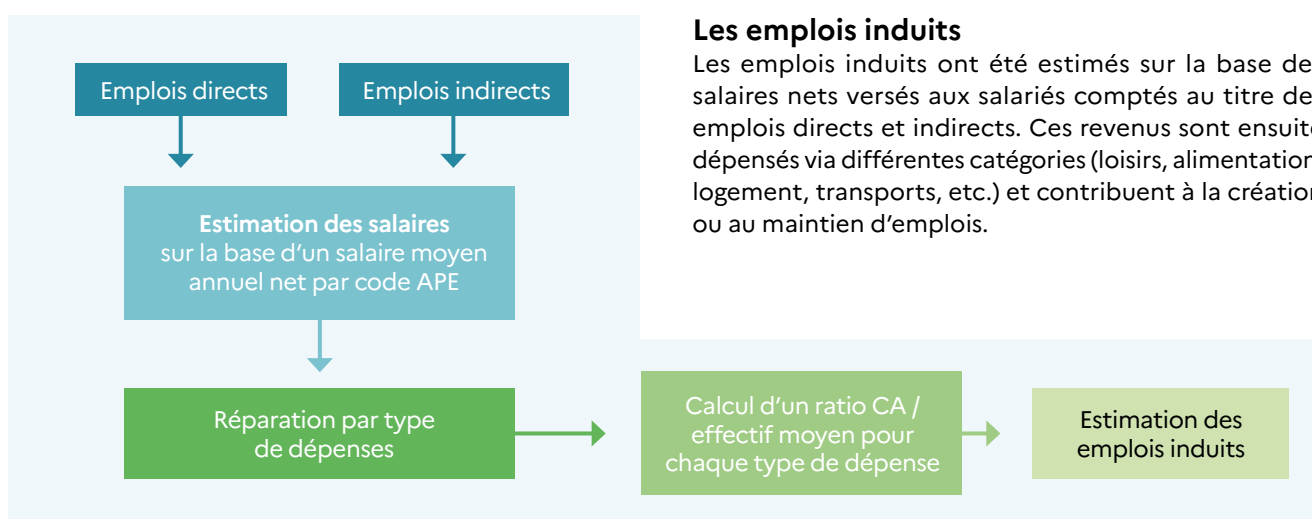 Les emplois induits
Les emplois induits ont été estimés sur la base de
salaires nets versés aux salariés comptés au titre de
emplois directs et indirects. Ces revenus sont ensuite
dépensés via différentes catégories (loisirs, alimentation
logement, transports, etc.) et contribuent à la création
ou au maintien d'emplois.
Emplois directs
Emplois indirects
Estimation des salaires
sur la base d'un salaire moyen
annuel net par code APE
Réparation par type
de dépenses
Calcul d'un ratio CA /
effectif moyen pour
chaque type de dépense
Estimation des
emplois induits